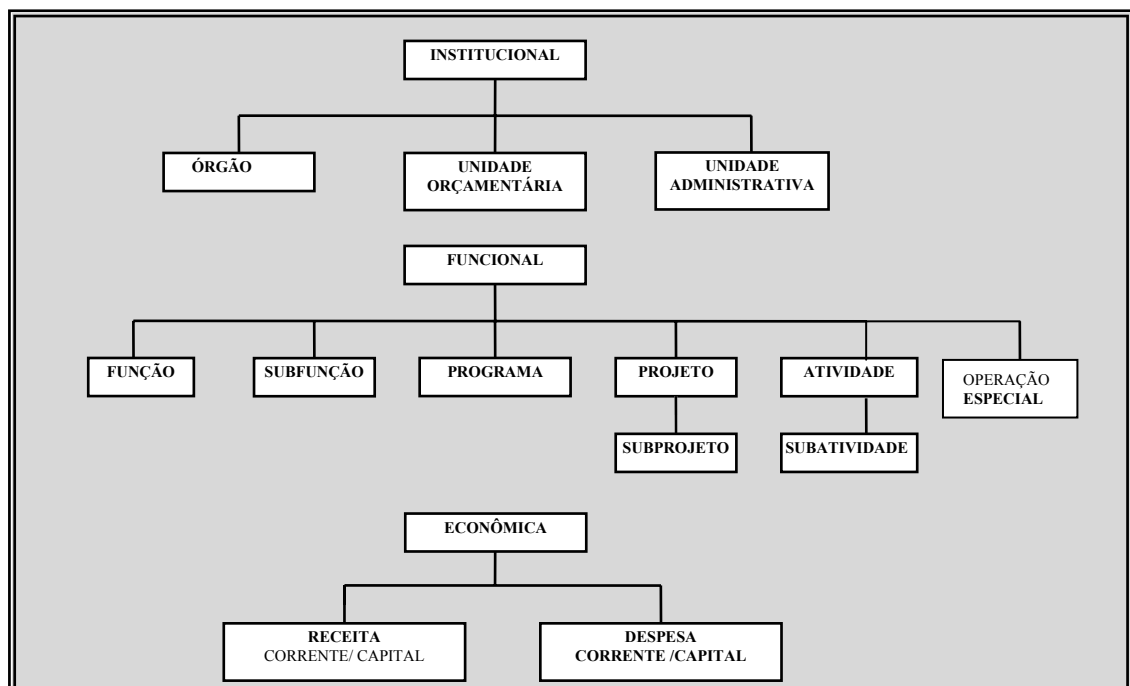 INSTITUCIONAL
ÓRGÃO
UNIDADE
ORÇAMENTÁRIA
UNIDADE
ADMINISTRATIVA
FUNCIONAL
FUNÇÃO
SUBFUNÇÃO
PROGRAMA
PROJETO
ATIVIDADE
OPERAÇÃO
ESPECIAL
SUBPROJETO
SUBATIVIDADE
ECONÔMICA
RECEITA
CORRENTE/ CAPITAL
DESPESA
CORRENTE /CAPITAL